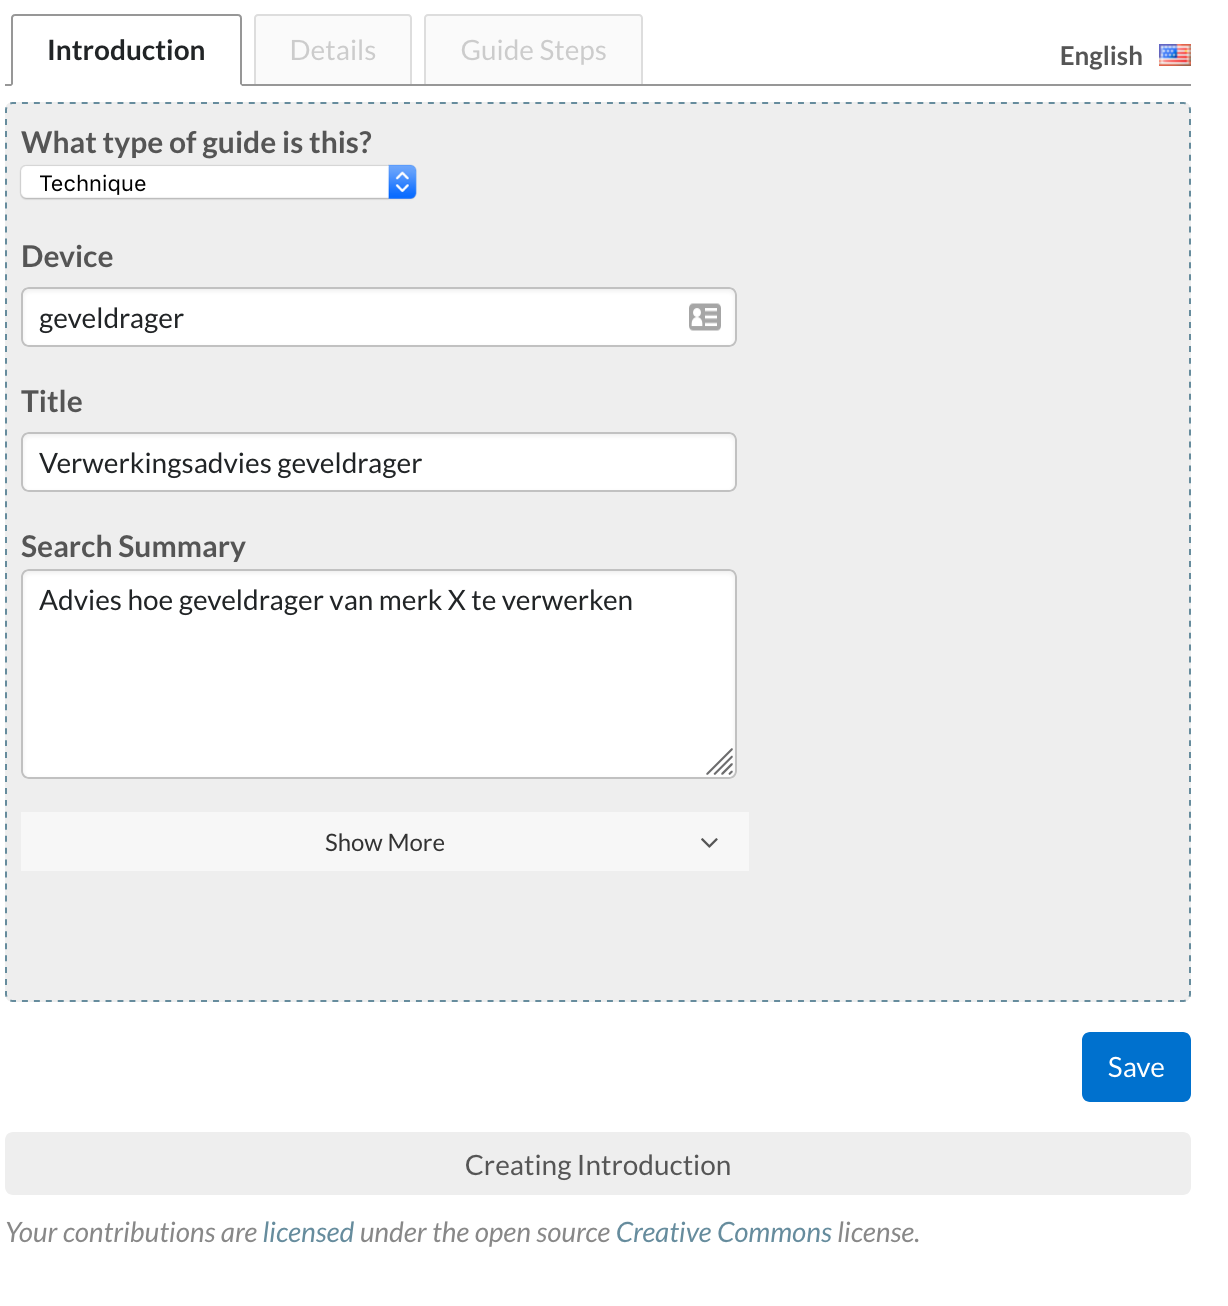 Introduction
Details
Guide Steps
English
What type of guide is this?
Technique
Device
geveldrager
Title
Verwerkingsadvies geveldrager
Search Summary
Advies hoe geveldrager van merk X te verwerken
Show More
Save
Creating Introduction
Your contributions are licensed under the open source Creative Commons license.